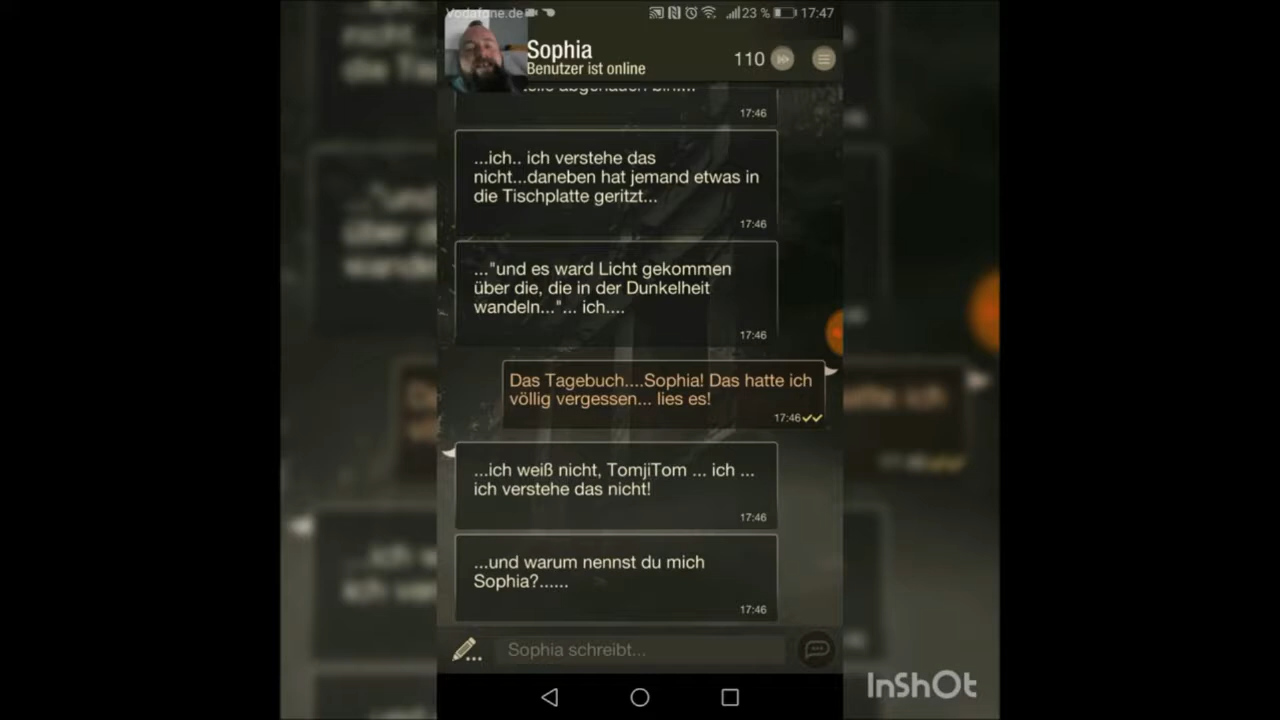 Vodafone.de
23 % 17:47
Sophia
Benutzer ist online
110
abgehauen bin....
17:46
...ich.. ich verstehe das
nicht...daneben hat jemand etwas in
die Tischplatte geritzt...
17:46
..."und es ward Licht gekommen
über die, die in der Dunkelheit
wandeln..."... ich....
17:46
Das Tagebuch....Sophia! Das hatte ich
völlig vergessen... lies es!
17:46
...ich weiß nicht, TomjiTom ... ich ...
ich verstehe das nicht!
17:46
...und warum nennst du mich
Sophia?......
17:46
Sophia schreibt...
InShOt